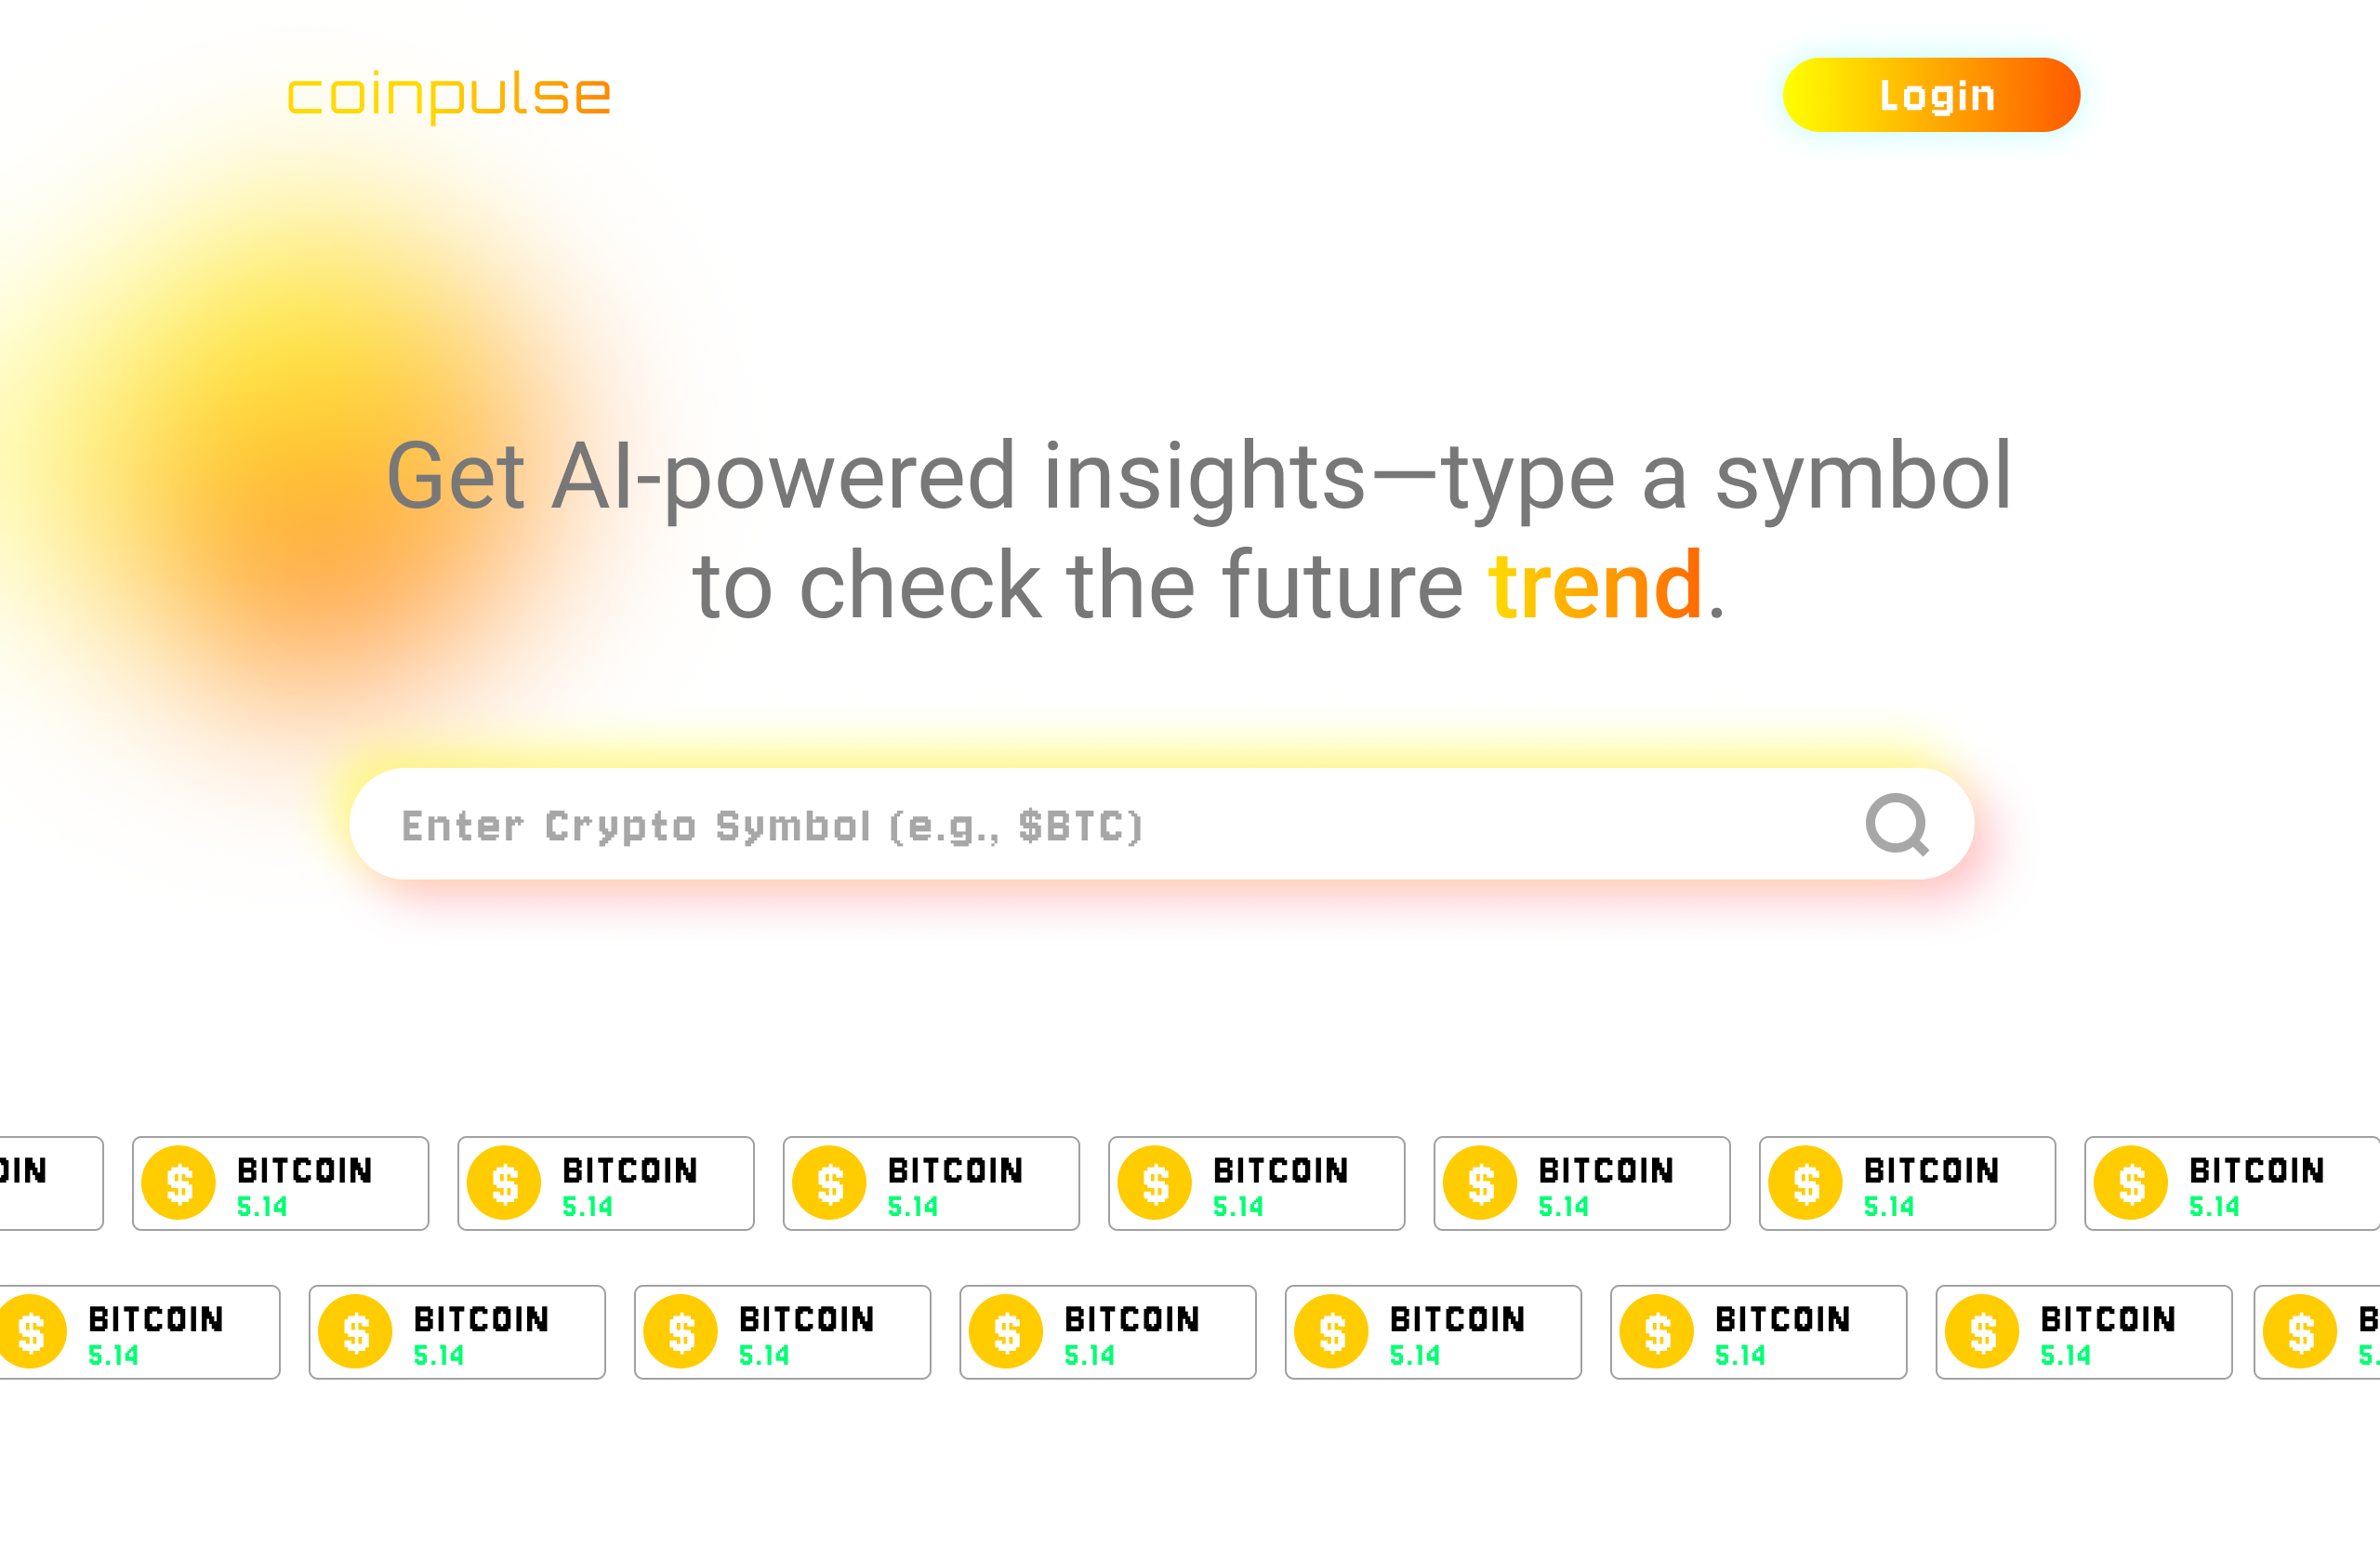 coinpulse
Login
Get AI-powered insights—type a symbol
to check the future trend.
Enter Crypto Symbol (e.g., $BTC)
OIN $ BITCOIN $ BITCOIN $ BITCOIN $ BITCOIN $ BITCOIN $ BITCOIN $ BITCOIN
5.14 5.14 5.14 5.14 5.14 5.14 5.14
$ BITCOIN $ BITCOIN $ BITCOIN $ BITCOIN $ BITCOIN $ BITCOIN $ BITCOIN $ B
5.14 5.14 5.14 5.14 5.14 5.14 5.14 5.